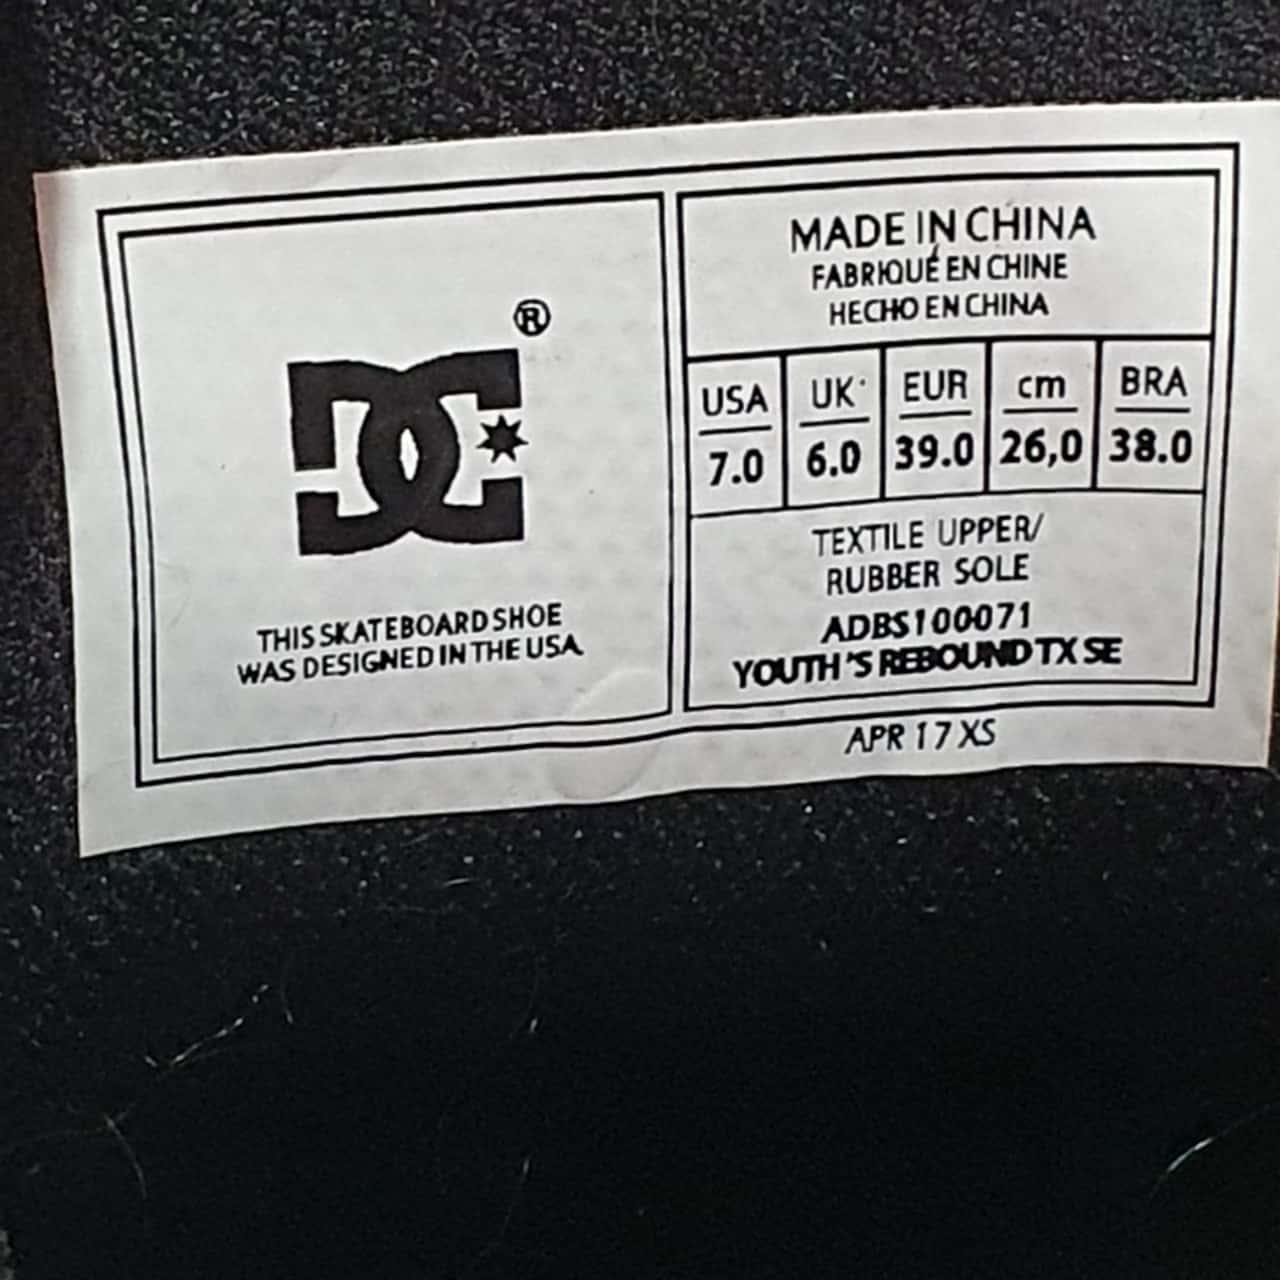 DC ®
THIS SKATEBOARD SHOE
WAS DESIGNED IN THE USA.
MADE IN CHINA
FABRIQUÉ EN CHINE
HECHO EN CHINA
USA UK EUR cm BRA
7.0 6.0 39.0 26,0 38.0
TEXTILE UPPER/
RUBBER SOLE
ADBS100071
YOUTH'S REBOUND TX SE
APR 17 XS